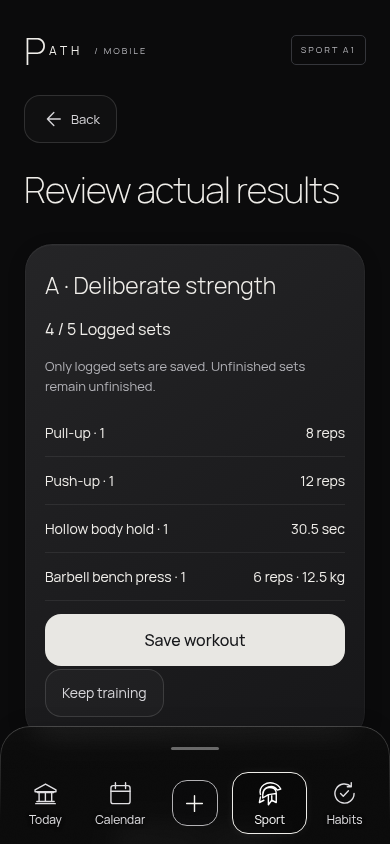 PATH / MOBILE
SPORT A1
Back
Review actual results
A · Deliberate strength
4 / 5 Logged sets
Only logged sets are saved. Unfinished sets
remain unfinished.
Pull-up · 1 8 reps
Push-up · 1 12 reps
Hollow body hold · 1 30.5 sec
Barbell bench press · 1 6 reps · 12.5 kg
Save workout
Keep training
Today Calendar Sport Habits